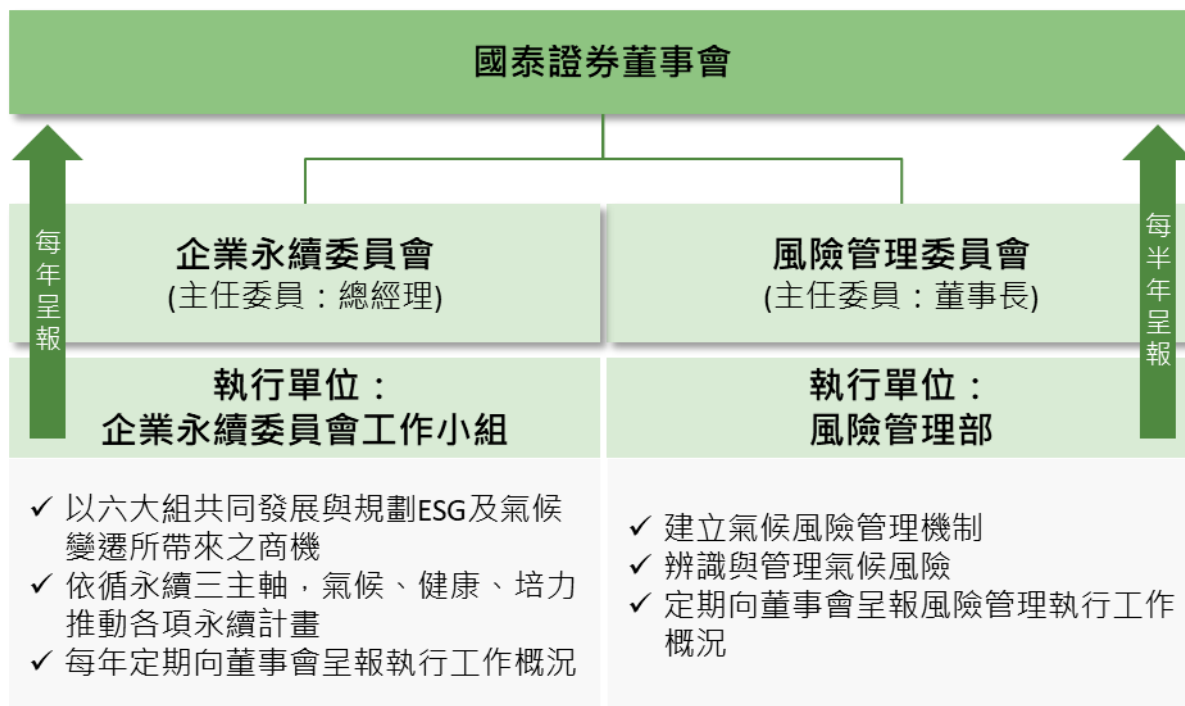 國泰證券董事會
每年呈報
企業永續委員會
(主任委員：總經理)
風險管理委員會
(主任委員：董事長)
每半年呈報
執行單位：
企業永續委員會工作小組
執行單位：
風險管理部
✓ 以六大組共同發展與規劃ESG及氣候
變遷所帶來之商機
✓ 依循永續三主軸，氣候、健康、培力
推動各項永續計畫
✓ 每年定期向董事會呈報執行工作概況
✓ 建立氣候風險管理機制
✓ 辨識與管理氣候風險
✓ 定期向董事會呈報風險管理執行工作
概況